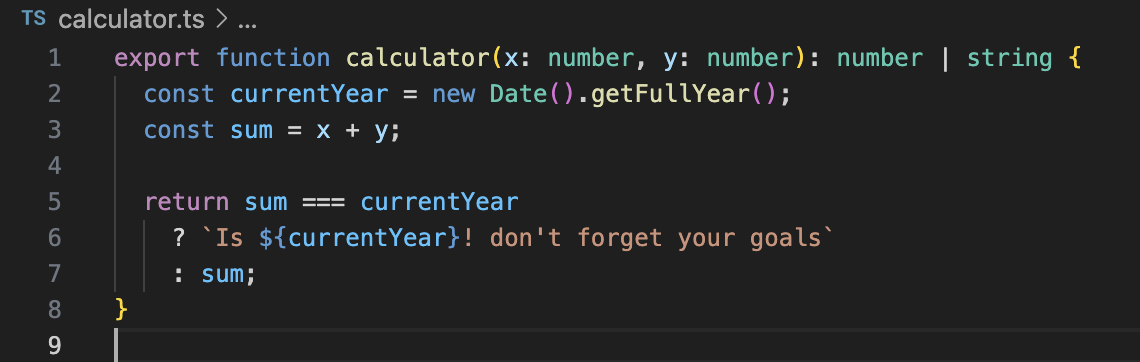 TS calculator.ts > ...
1 export function calculator(x: number, y: number): number | string {
2   const currentYear = new Date().getFullYear();
3   const sum = x + y;
4
5   return sum === currentYear
6     ? `Is ${currentYear}! don't forget your goals`
7     : sum;
8 }
9